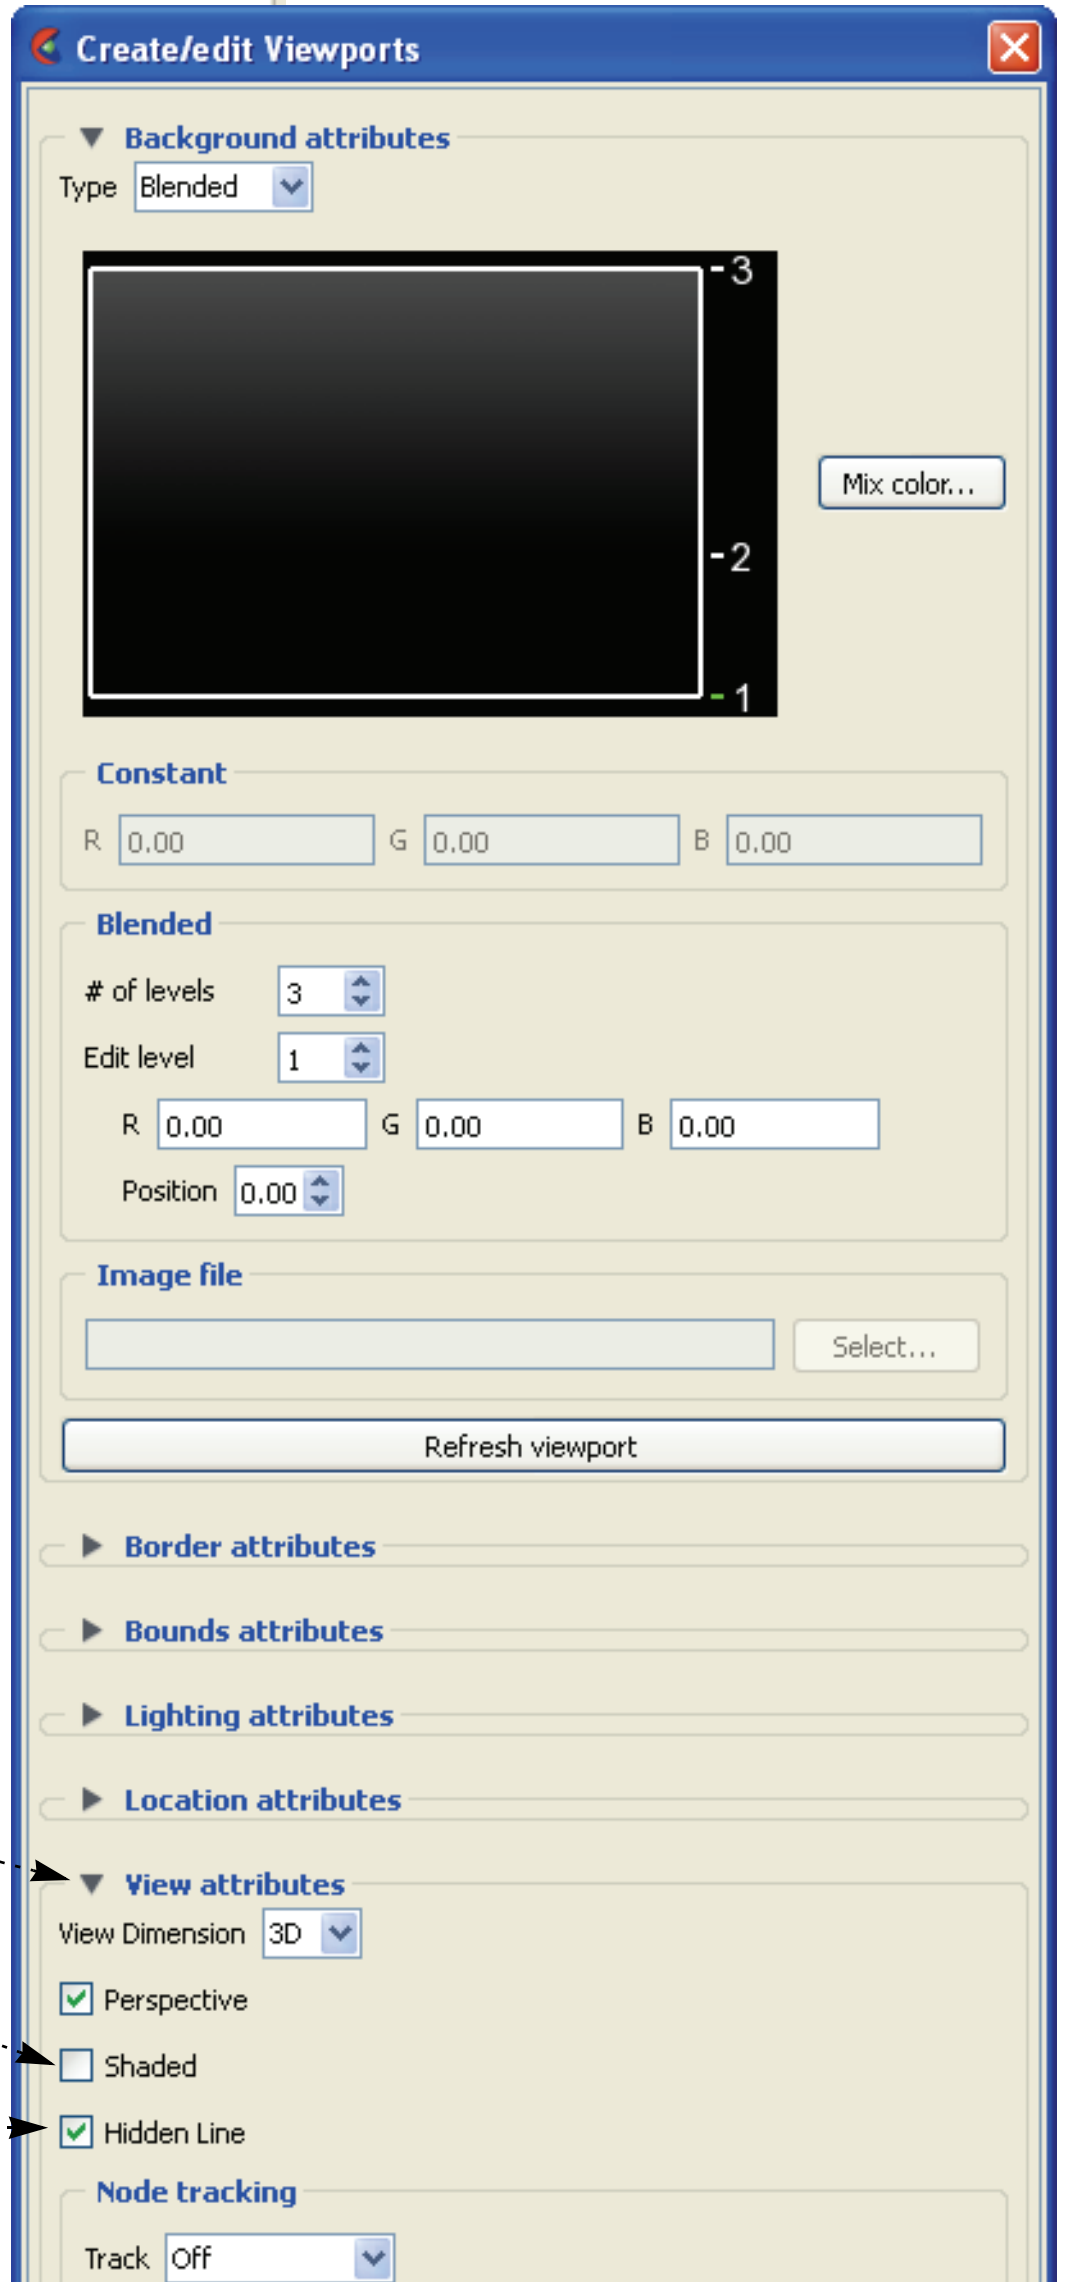 Create/edit Viewports
Background attributes
Type Blended
3
Mix color...
2
1
Constant
R 0.00 G 0.00 B 0.00
Blended
# of levels 3
Edit level 1
R 0.00 G 0.00 B 0.00
Position 0.00
Image file
Select...
Refresh viewport
Border attributes
Bounds attributes
Lighting attributes
Location attributes
View attributes
View Dimension 3D
Perspective
Shaded
Hidden Line
Node tracking
Track Off